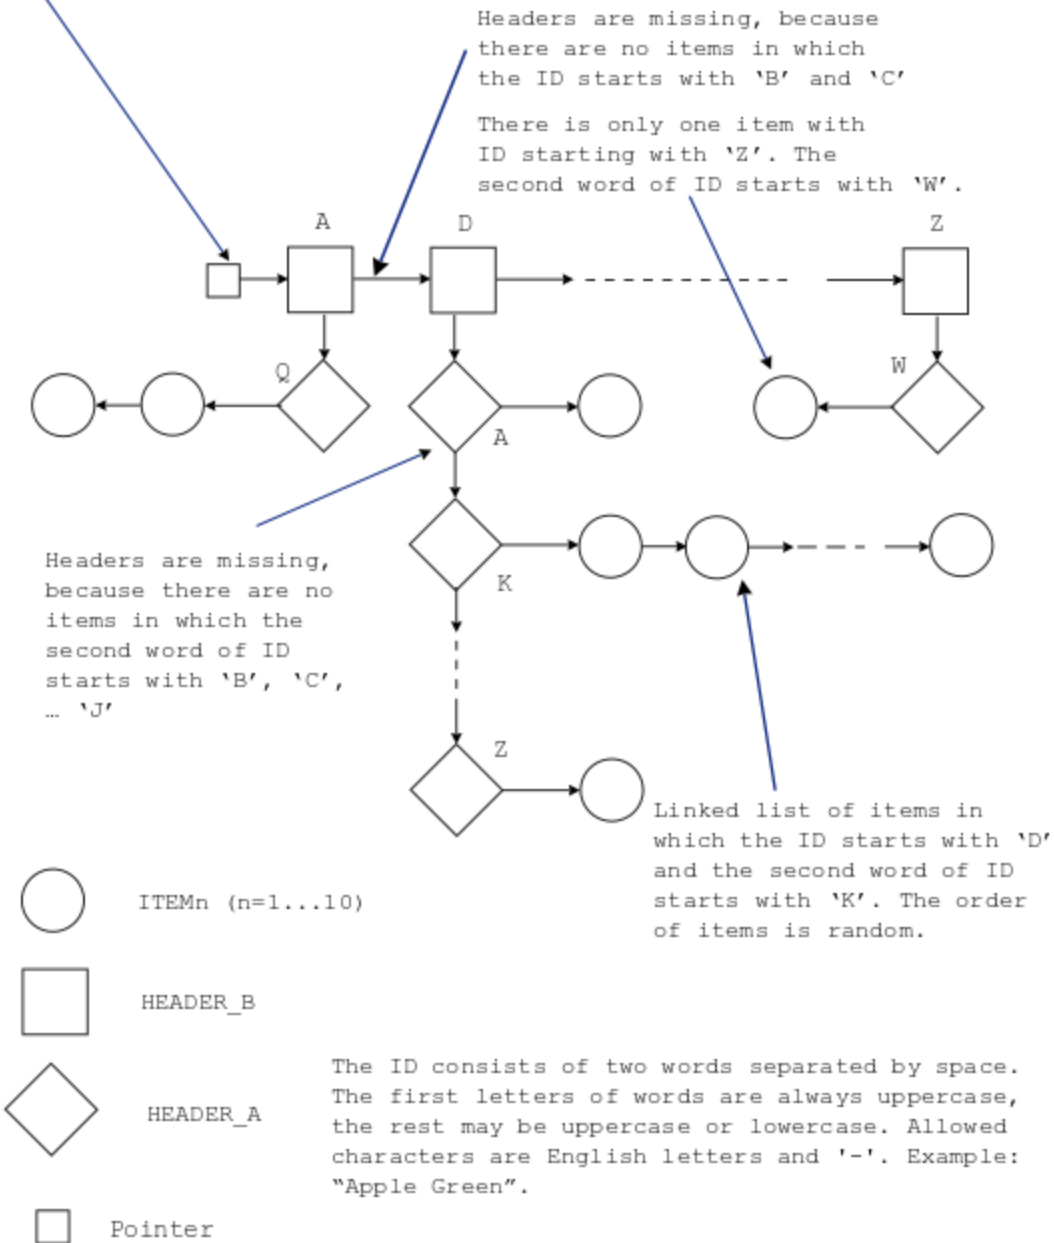 Headers are missing, because
there are no items in which
the ID starts with ‘B’ and ‘C’
There is only one item with
ID starting with ‘Z’. The
second word of ID starts with ‘W’.
A
D
Z
Q
W
A
K
Headers are missing,
because there are no
items in which the
second word of ID
starts with ‘B’, ‘C’,
… ‘J’
Z
Linked list of items in
which the ID starts with ‘D’
and the second word of ID
starts with ‘K’. The order
of items is random.
ITEMn (n=1...10)
HEADER_B
HEADER_A
The ID consists of two words separated by space.
The first letters of words are always uppercase,
the rest may be uppercase or lowercase. Allowed
characters are English letters and '-'. Example:
“Apple Green”.
Pointer